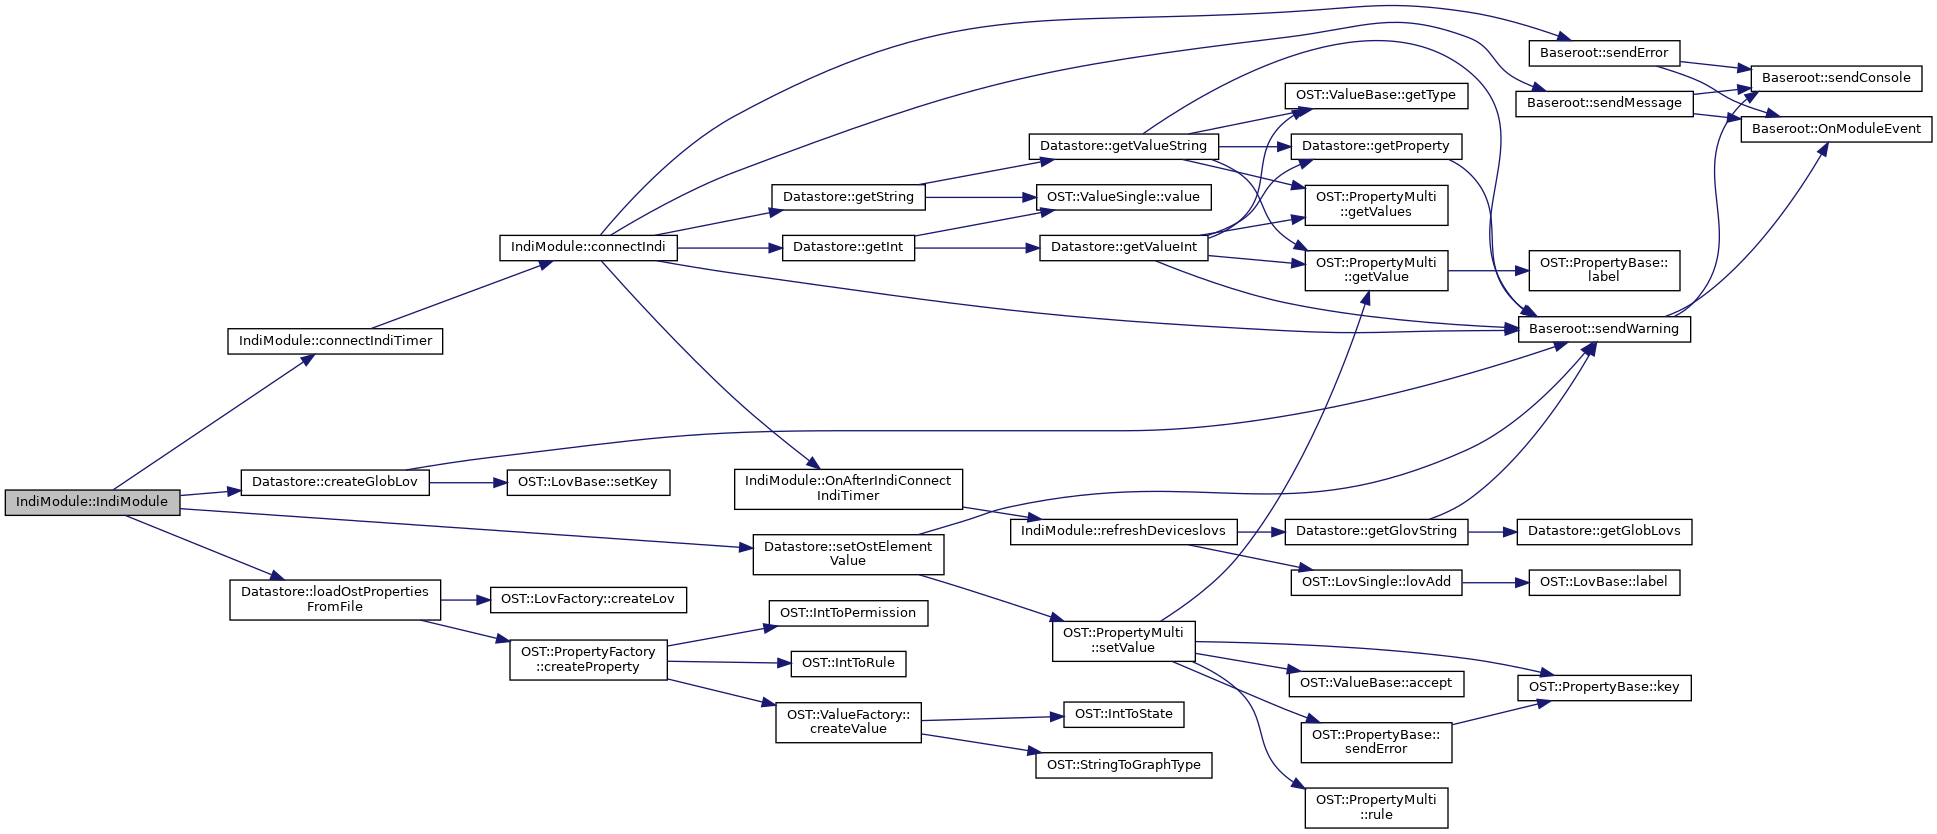 IndiModule::IndiModule
IndiModule::connectIndiTimer
IndiModule::connectIndi
Datastore::getString
Datastore::getValueString
OST::ValueBase::getType
Datastore::getProperty
Baseroot::sendWarning
Baseroot::sendConsole
Baseroot::OnModuleEvent
OST::PropertyMulti
::getValues
OST::PropertyMulti
::getValue
OST::PropertyBase::
label
OST::ValueSingle::value
Datastore::getInt
Datastore::getValueInt
Baseroot::sendError
Baseroot::sendMessage
IndiModule::OnAfterIndiConnect
IndiTimer
IndiModule::refreshDeviceslovs
Datastore::getGlovString
Datastore::getGlobLovs
OST::LovSingle::lovAdd
OST::LovBase::label
Datastore::createGlobLov
OST::LovBase::setKey
Datastore::setOstElement
Value
OST::PropertyMulti
::setValue
OST::PropertyBase::key
OST::ValueBase::accept
OST::PropertyBase::
sendError
OST::PropertyMulti
::rule
Datastore::loadOstProperties
FromFile
OST::LovFactory::createLov
OST::PropertyFactory
::createProperty
OST::IntToPermission
OST::IntToRule
OST::ValueFactory::
createValue
OST::IntToState
OST::StringToGraphType